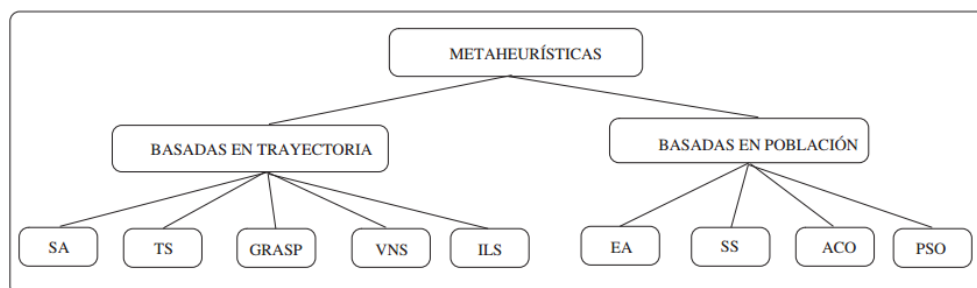 METAHEURÍSTICAS
BASADAS EN TRAYECTORIA
BASADAS EN POBLACIÓN
SA
TS
GRASP
VNS
ILS
EA
SS
ACO
PSO